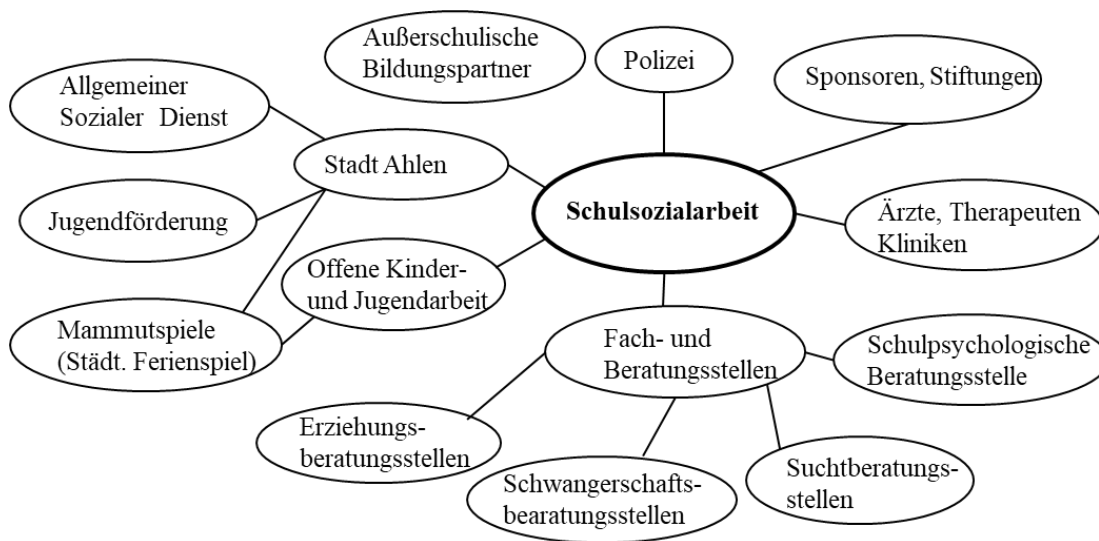 Außerschulische
Bildungspartner
Polizei
Sponsoren, Stiftungen
Allgemeiner
Sozialer Dienst
Stadt Ahlen
Schulsozialarbeit
Jugendförderung
Ärzte, Therapeuten
Kliniken
Offene Kinder-
und Jugendarbeit
Mammutspiele
(Städt. Ferienspiel)
Fach- und
Beratungsstellen
Schulpsychologische
Beratungsstelle
Erziehungs-
beratungsstellen
Schwangerschafts-
bearatungsstellen
Suchtberatungs-
stellen